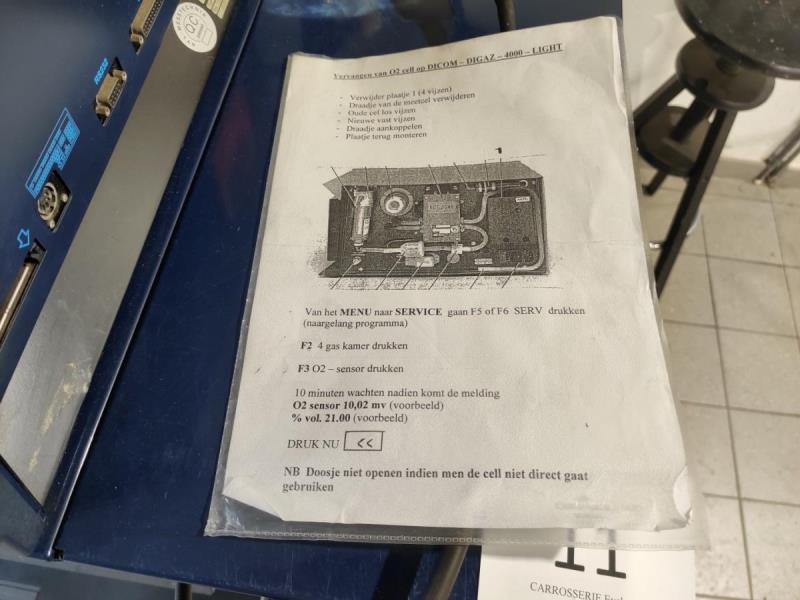 RS232
Vervangen van O2 cell op DICOM – DIGAZ – 4000 – LIGHT
- Verwijder plaatje 1 (4 vijzen)
- Draadje van de meetcel verwijderen
- Oude cel los vijzen
- Nieuwe vast vijzen
- Draadje aankoppelen
- Plaatje terug monteren
Van het MENU naar SERVICE gaan F5 of F6 SERV drukken
(naargelang programma)
F2 4 gas kamer drukken
F3 O2 – sensor drukken
10 minuten wachten nadien komt de melding
O2 sensor 10,02 mv (voorbeeld)
% vol. 21.00 (voorbeeld)
DRUK NU <<
NB Doosje niet openen indien men de cell niet direct gaat
gebruiken
CARROSSERIE